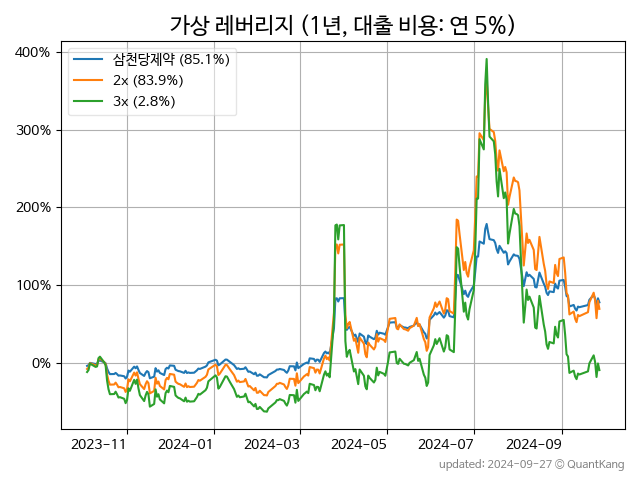 가상 레버리지 (1년, 대출 비용: 연 5%)
400%
300%
200%
100%
0%
삼천당제약 (85.1%)
2x (83.9%)
3x (2.8%)
2023-11
2024-01
2024-03
2024-05
2024-07
2024-09
updated: 2024-09-27 © QuantKang